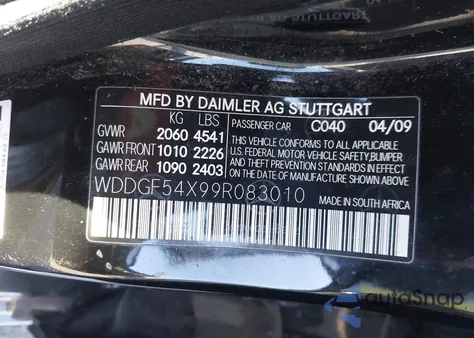 MFD BY DAIMLER AG STUTTGART
KG LBS PASSENGER CAR C040 04/09
GVWR 2060 4541
GAWR FRONT 1010 2226
GAWR REAR 1090 2403
THIS VEHICLE CONFORMS TO ALL APPLICABLE
U.S. FEDERAL MOTOR VEHICLE SAFETY, BUMPER
AND THEFT PREVENTION STANDARDS IN EFFECT
ON THE DATE OF MANUFACTURE SHOWN ABOVE.
WDDGF54X99R083010 MADE IN SOUTH AFRICA
autoSnap